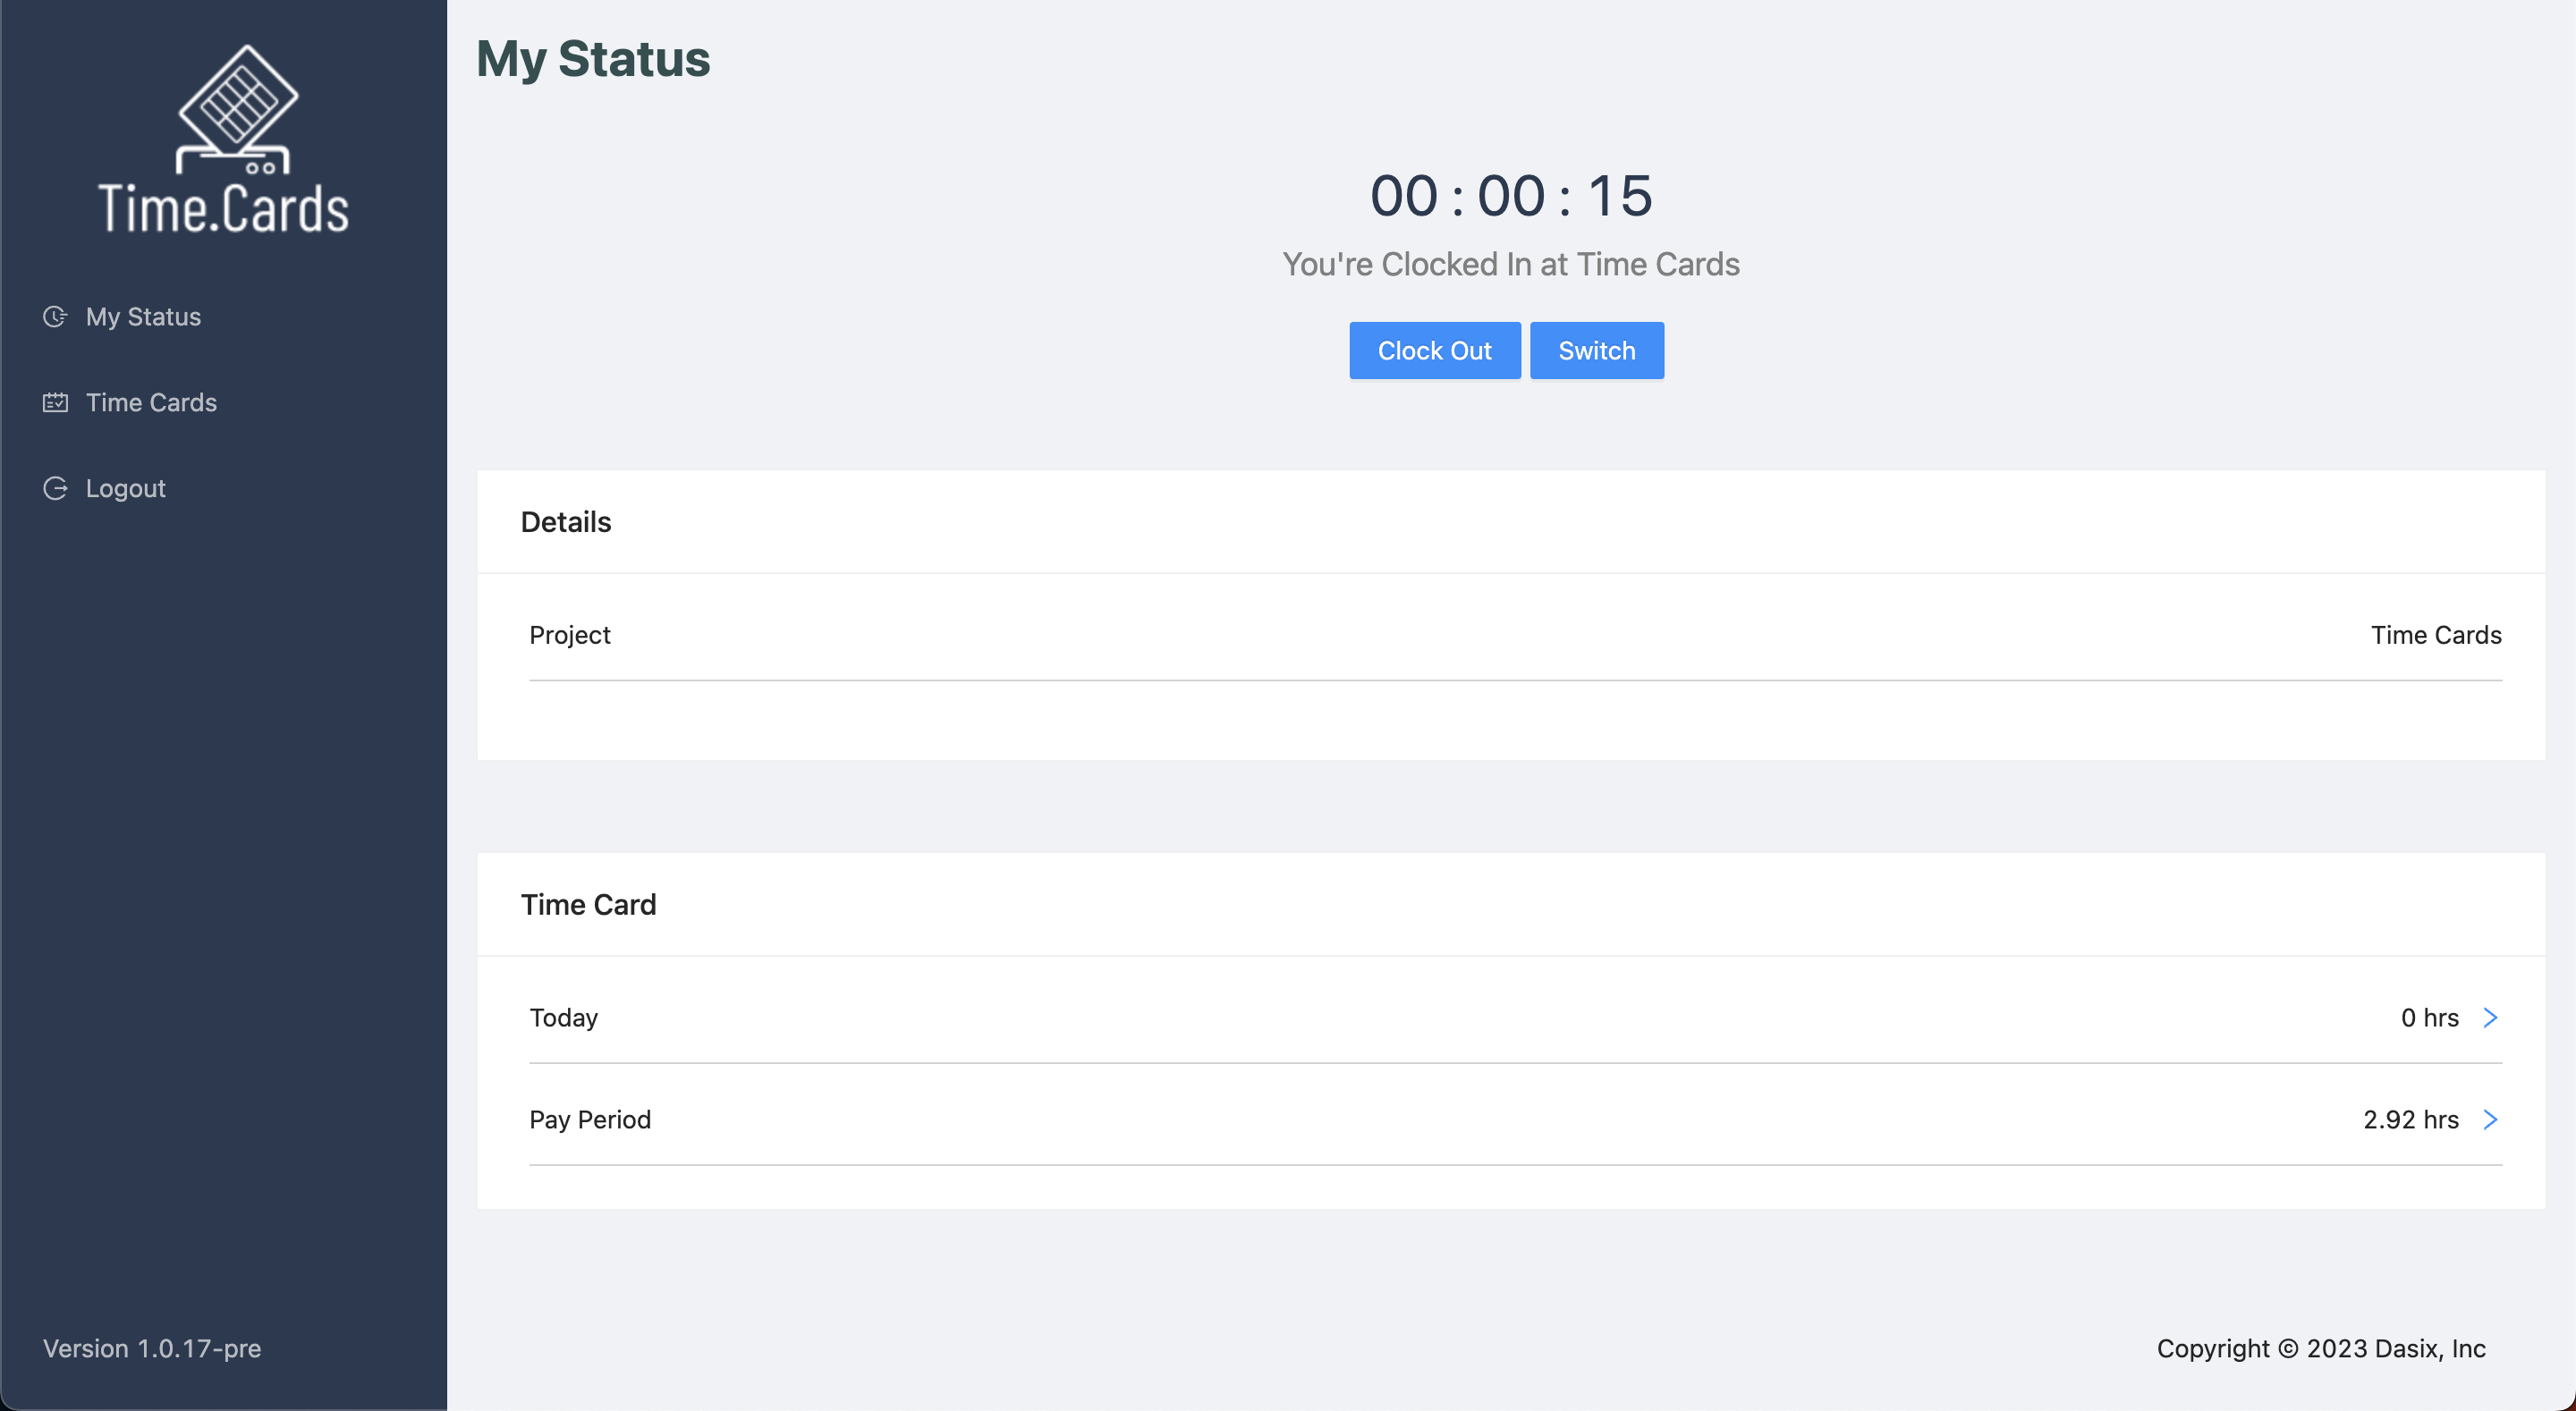 Time.Cards
My Status
Time Cards
Logout
Version 1.0.17-pre
My Status
00 : 00 : 15
You're Clocked In at Time Cards
Clock Out Switch
Details
Project Time Cards
Time Card
Today 0 hrs
Pay Period 2.92 hrs
Copyright © 2023 Dasix, Inc